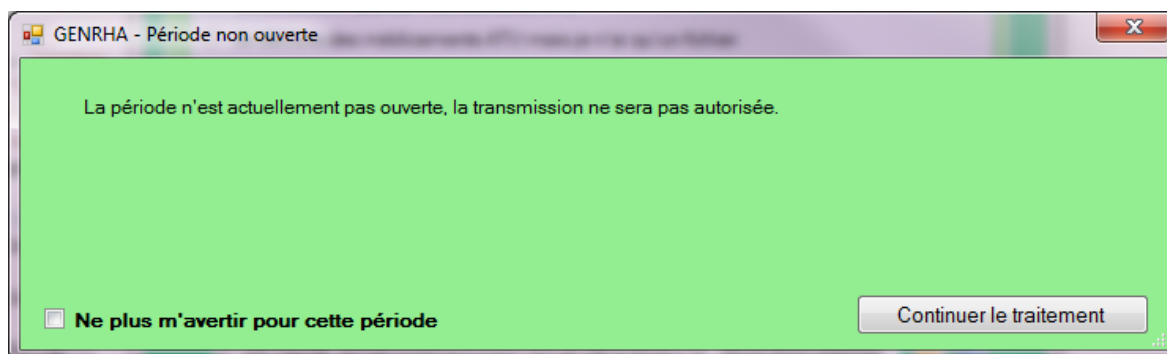 GENRHA - Période non ouverte
La période n'est actuellement pas ouverte, la transmission ne sera pas autorisée.
Ne plus m'avertir pour cette période
Continuer le traitement